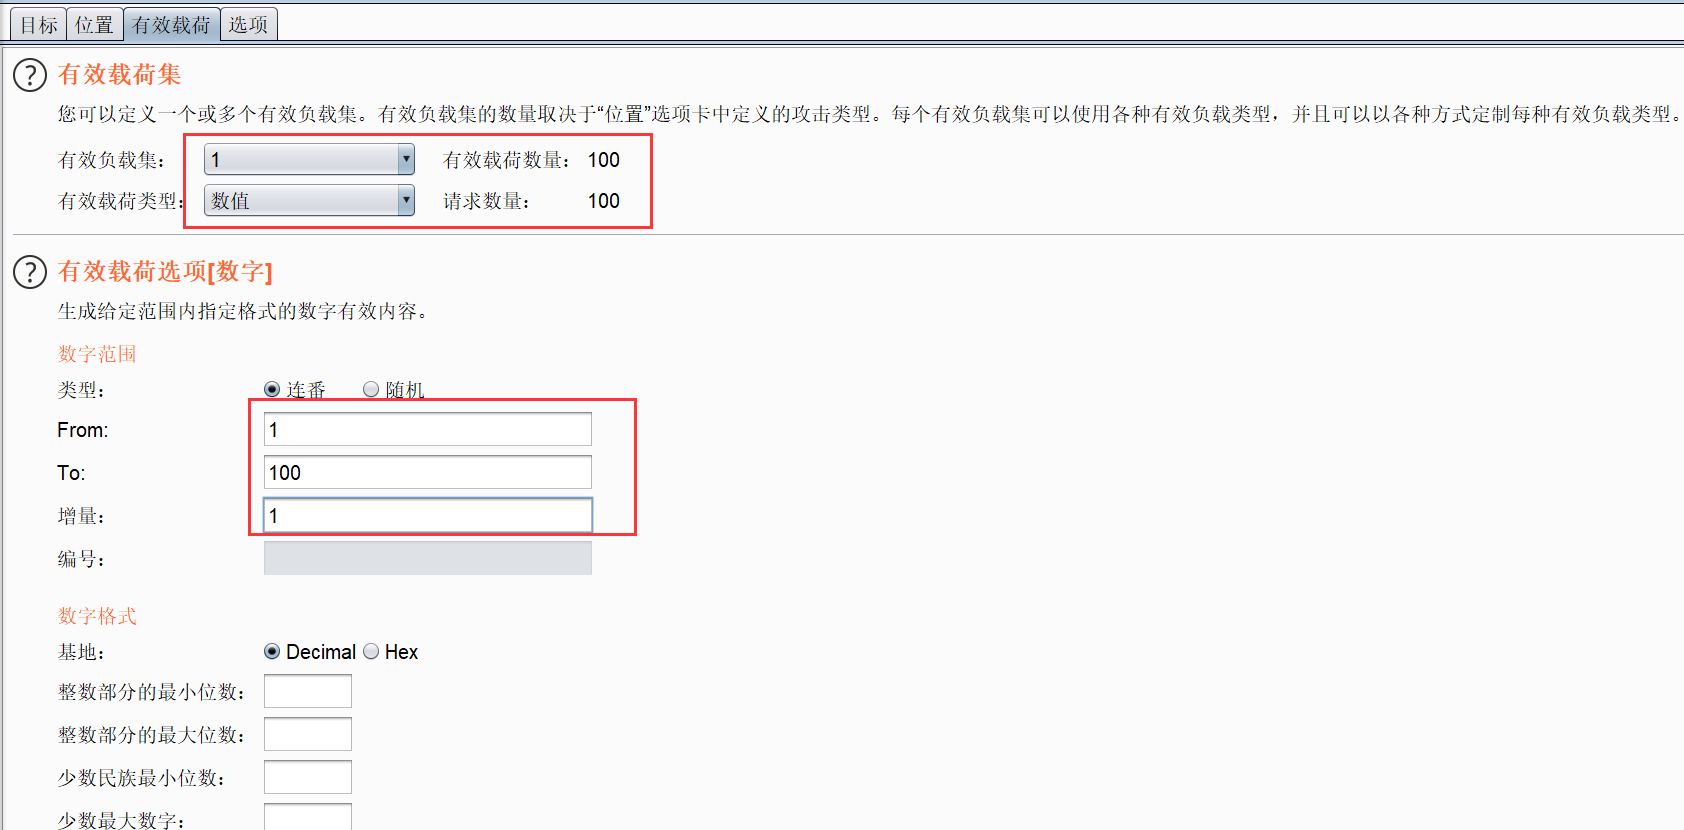 目标 位置 有效载荷 选项
? 有效载荷集
您可以定义一个或多个有效负载集。有效负载集的数量取决于“位置”选项卡中定义的攻击类型。每个有效负载集可以使用各种有效负载类型，并且可以以各种方式定制每种有效负载类型。
有效负载集： 1 有效载荷数量： 100
有效载荷类型： 数值 请求数量： 100
? 有效载荷选项[数字]
生成给定范围内指定格式的数字有效内容。
数字范围
类型： 连番 随机
From: 1
To: 100
增量： 1
编号：
数字格式
基地： Decimal Hex
整数部分的最小位数：
整数部分的最大位数：
少数民族最小位数：
少数最大数字：